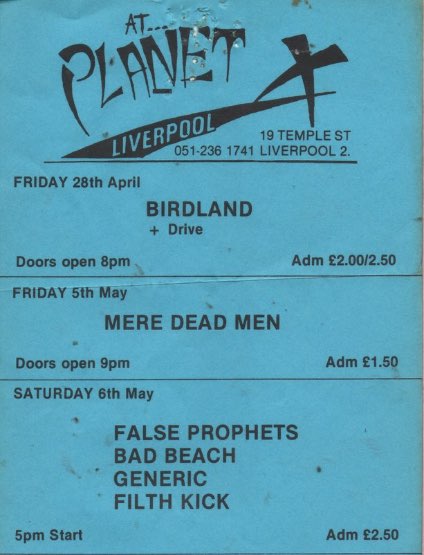 AT....
PLANET X
LIVERPOOL
19 TEMPLE ST
051-236 1741 LIVERPOOL 2.
FRIDAY 28th April
BIRDLAND
+ Drive
Doors open 8pm Adm £2.00/2.50
FRIDAY 5th May
MERE DEAD MEN
Doors open 9pm Adm £1.50
SATURDAY 6th May
FALSE PROPHETS
BAD BEACH
GENERIC
FILTH KICK
5pm Start Adm £2.50